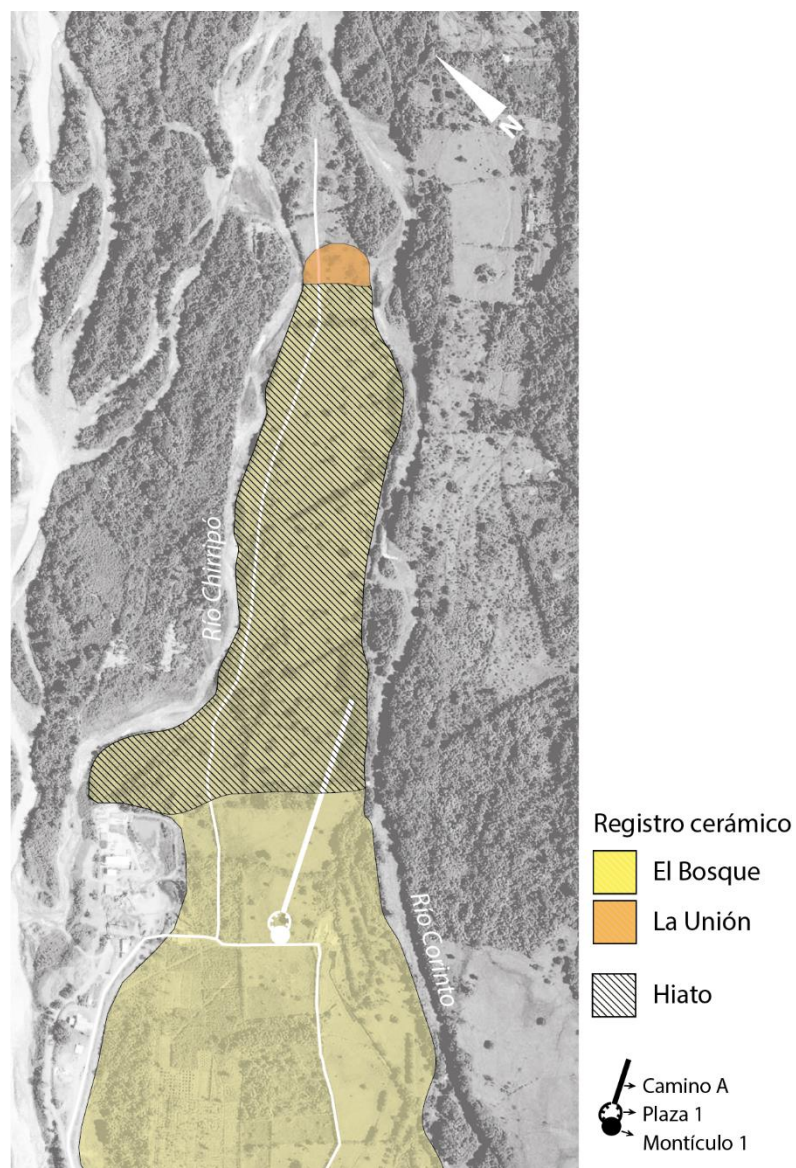 N
Río Chirripó
Río Corinto
Registro cerámico
El Bosque
La Unión
Hiato
Camino A
Plaza 1
Montículo 1